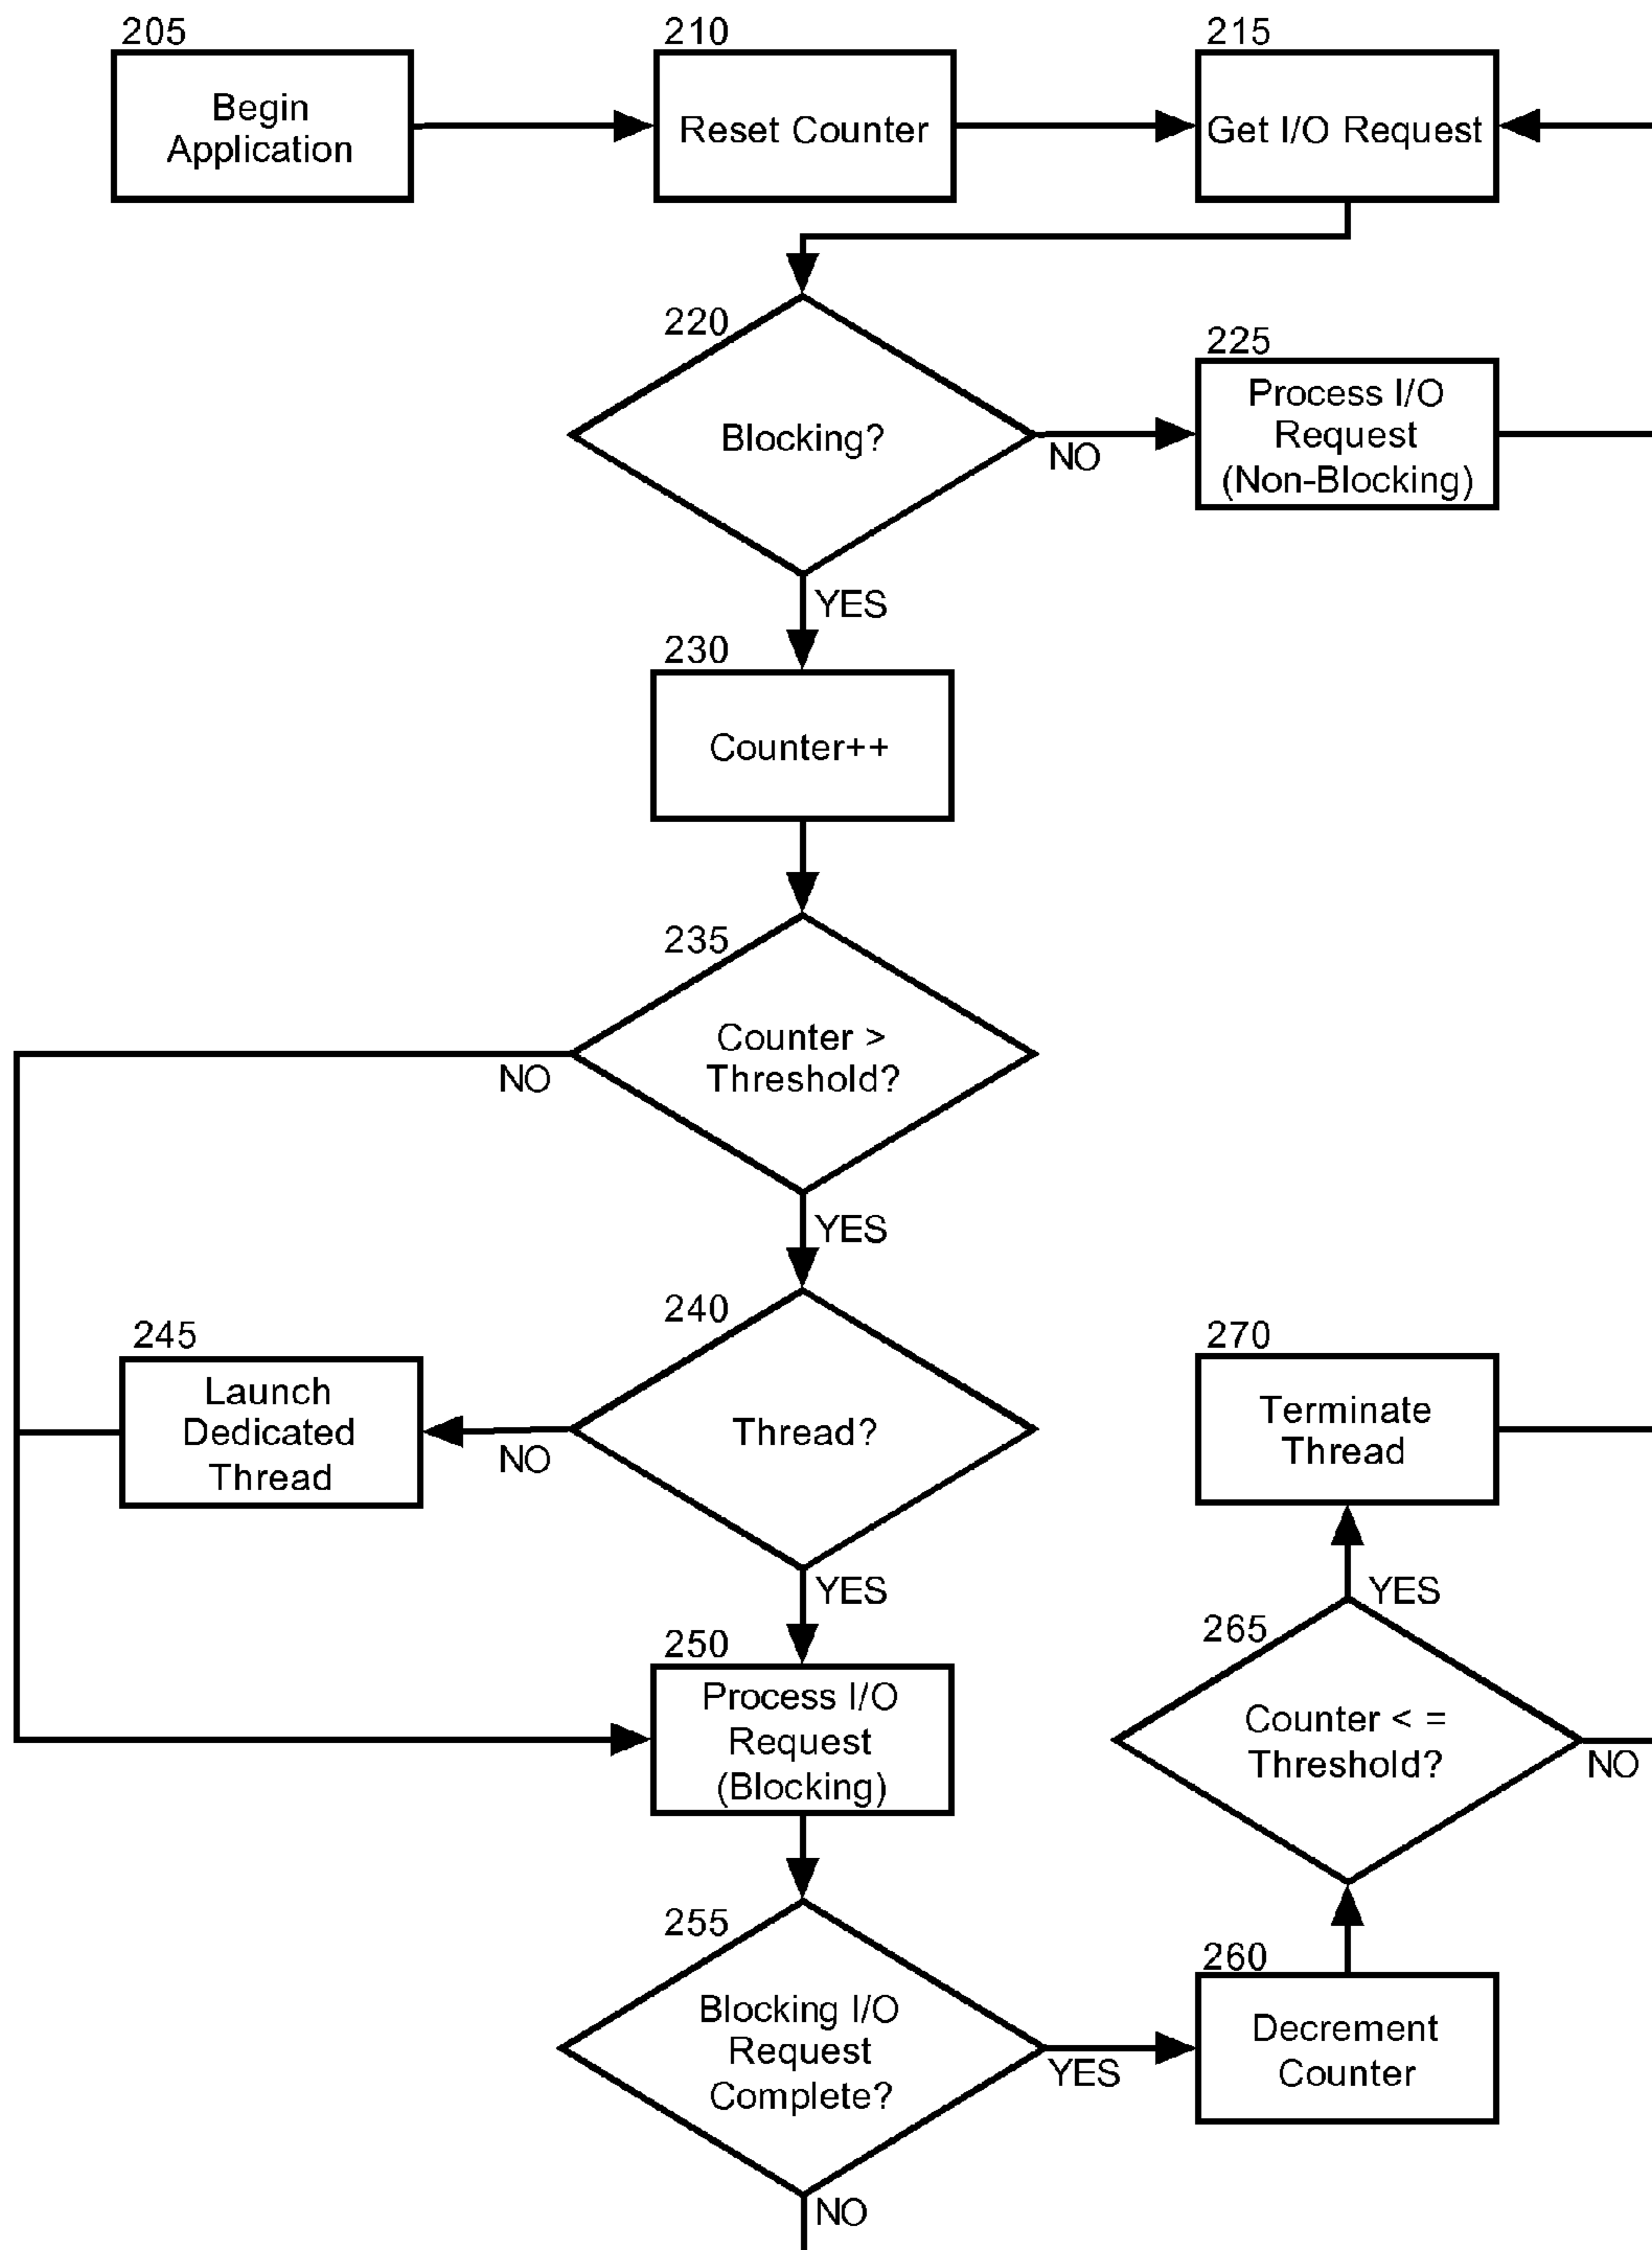 205
Begin
Application
210
Reset Counter
215
Get I/O Request
220
Blocking?
NO
225
Process I/O
Request
(Non-Blocking)
YES
230
Counter++
235
Counter >
Threshold?
NO
YES
240
Thread?
NO
245
Launch
Dedicated
Thread
YES
250
Process I/O
Request
(Blocking)
255
Blocking I/O
Request
Complete?
YES
NO
260
Decrement
Counter
265
Counter < =
Threshold?
NO
YES
270
Terminate
Thread